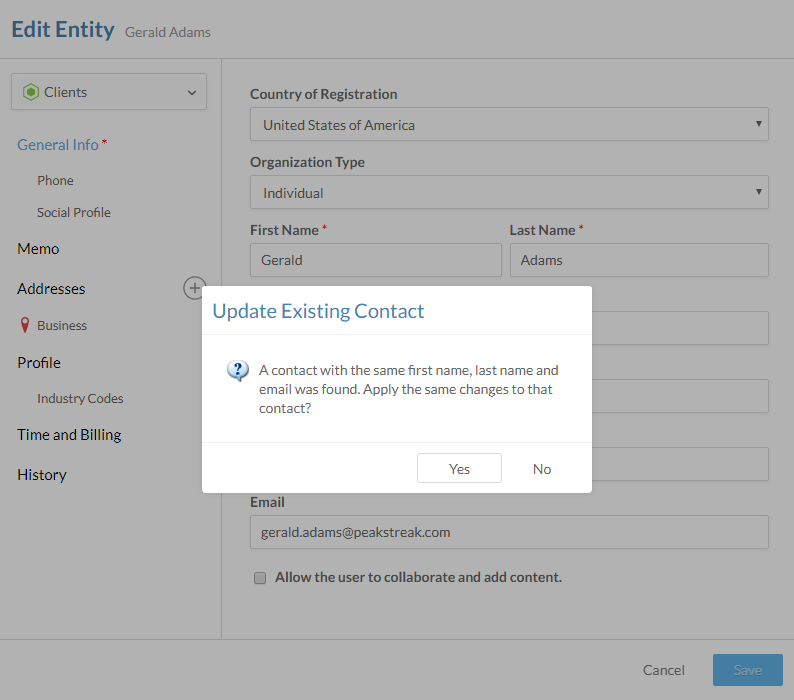 Edit Entity Gerald Adams
Clients
General Info *
Phone
Social Profile
Memo
Addresses
Business
Profile
Industry Codes
Time and Billing
History
Country of Registration
United States of America
Organization Type
Individual
First Name * Last Name *
Gerald Adams
Update Existing Contact
A contact with the same first name, last name and
email was found. Apply the same changes to that
contact?
Yes No
Email
gerald.adams@peakstreak.com
Allow the user to collaborate and add content.
Cancel Save